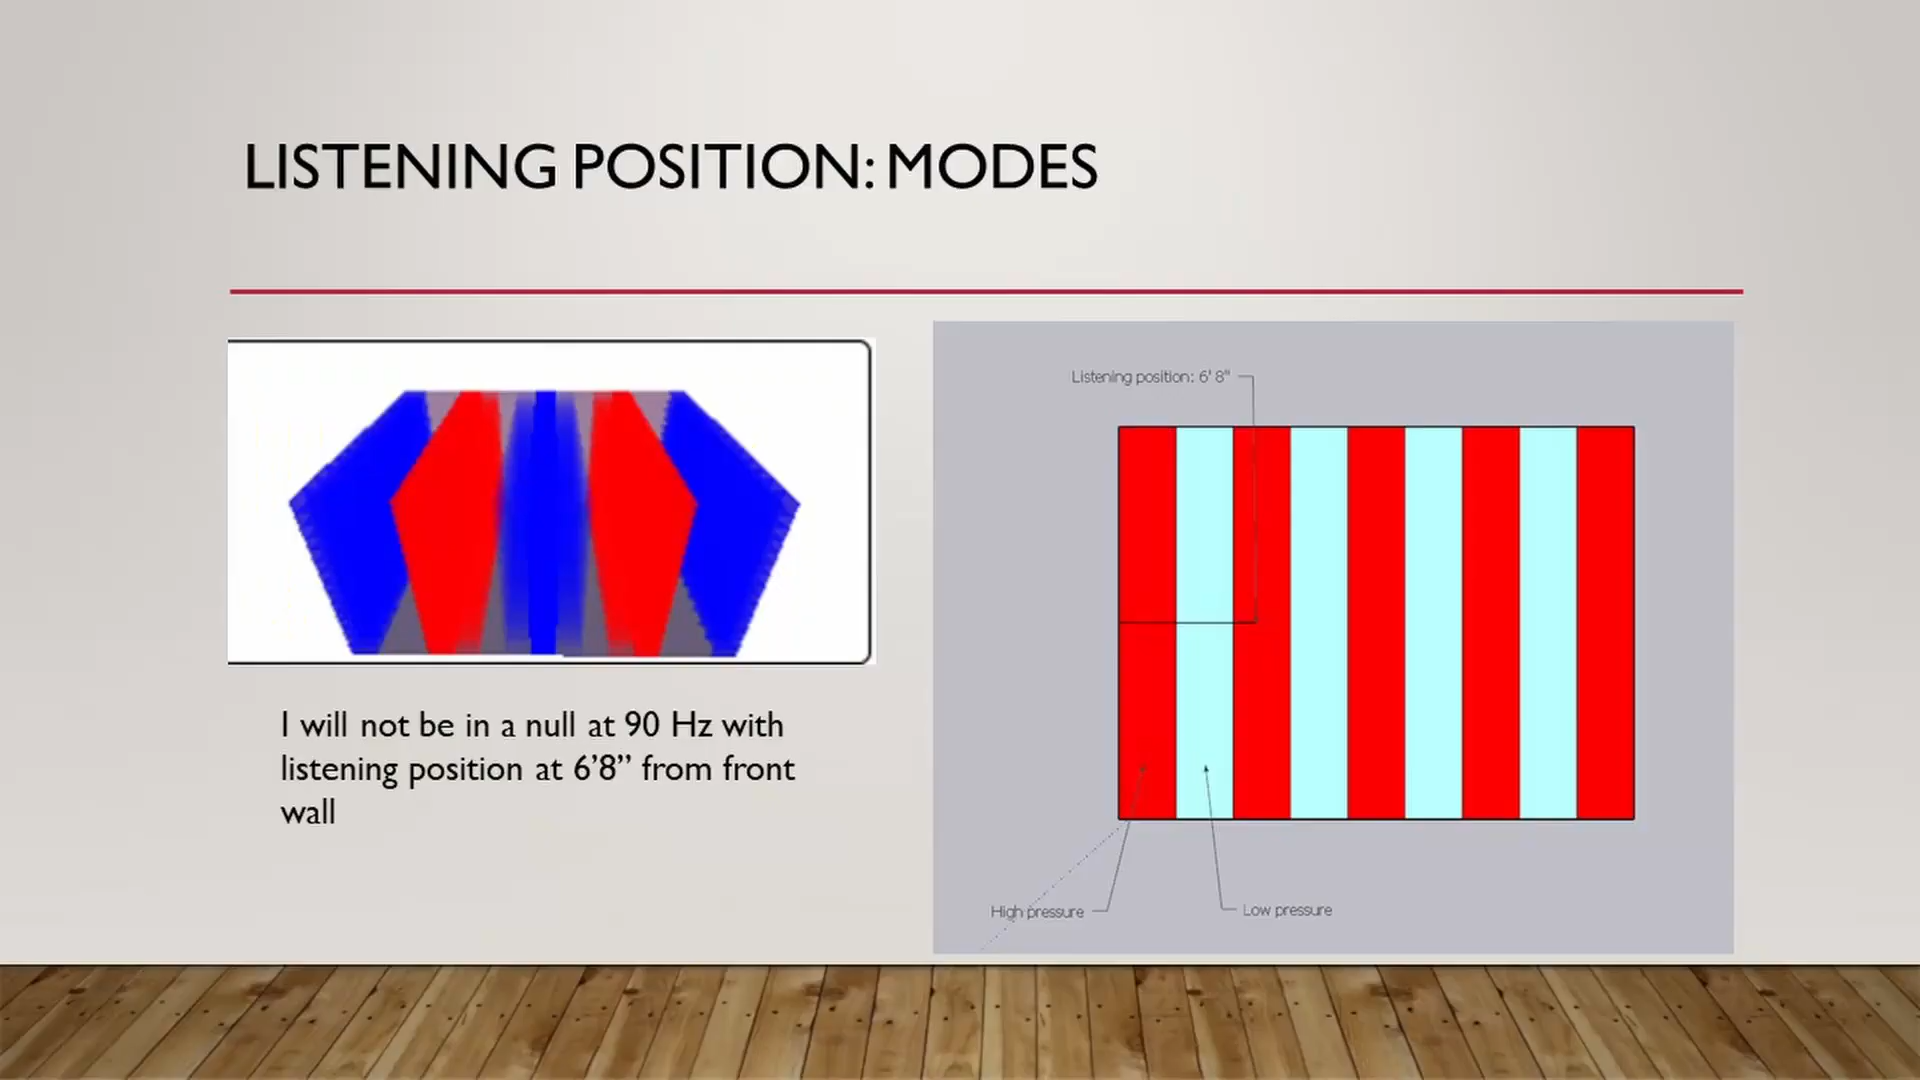 LISTENING POSITION: MODES
Listening position: 6' 8"
I will not be in a null at 90 Hz with
listening position at 6’8” from front
wall
High pressure
Low pressure